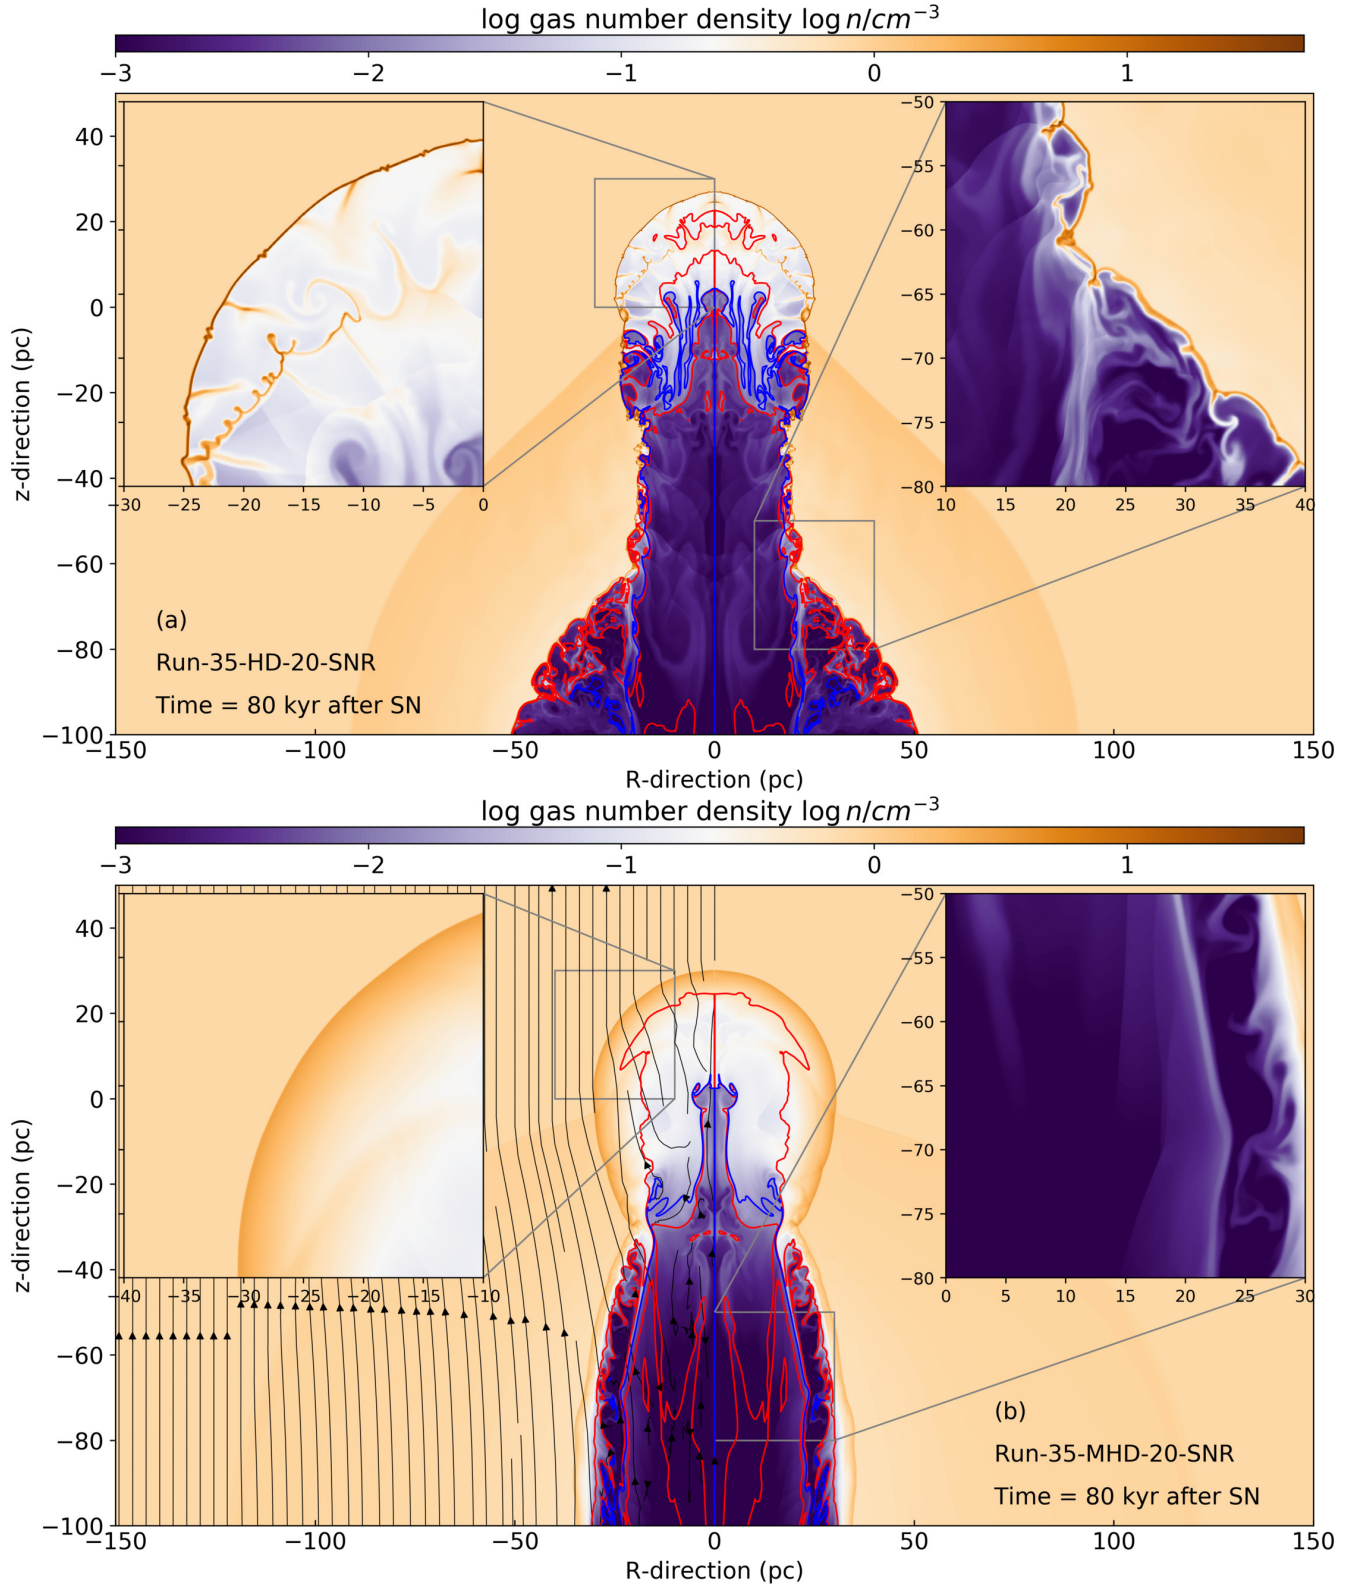 log gas number density log n/cm⁻³
−3 −2 −1 0 1
40
20
0
−20
−40
−60
−80
−100
z-direction (pc)
−30 −25 −20 −15 −10 −5 0
−50
−55
−60
−65
−70
−75
−80
10 15 20 25 30 35 40
(a)
Run-35-HD-20-SNR
Time = 80 kyr after SN
−150 −100 −50 0 50 100 150
R-direction (pc)
log gas number density log n/cm⁻³
−3 −2 −1 0 1
40
20
0
−20
−40
−60
−80
−100
z-direction (pc)
−40 −35 −30 −25 −20 −15 −10
−50
−55
−60
−65
−70
−75
−80
0 5 10 15 20 25 30
(b)
Run-35-MHD-20-SNR
Time = 80 kyr after SN
−150 −100 −50 0 50 100 150
R-direction (pc)